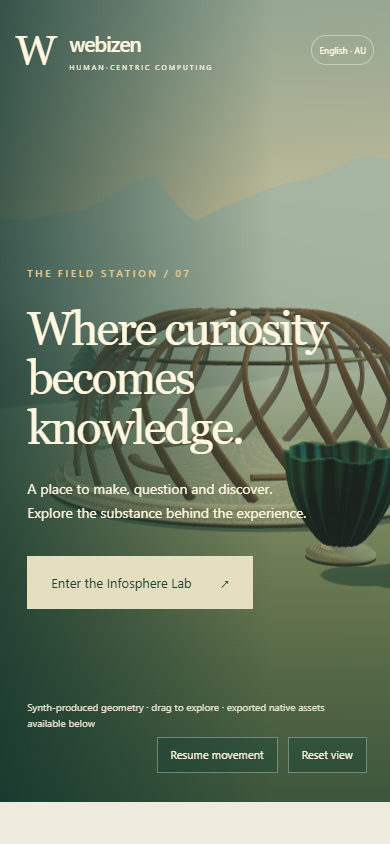 W
webizen
HUMAN-CENTRIC COMPUTING
English · AU
THE FIELD STATION / 07
Where curiosity
becomes
knowledge.
A place to make, question and discover.
Explore the substance behind the experience.
Enter the Infosphere Lab ↗
Synth-produced geometry · drag to explore · exported native assets
available below
Resume movement
Reset view